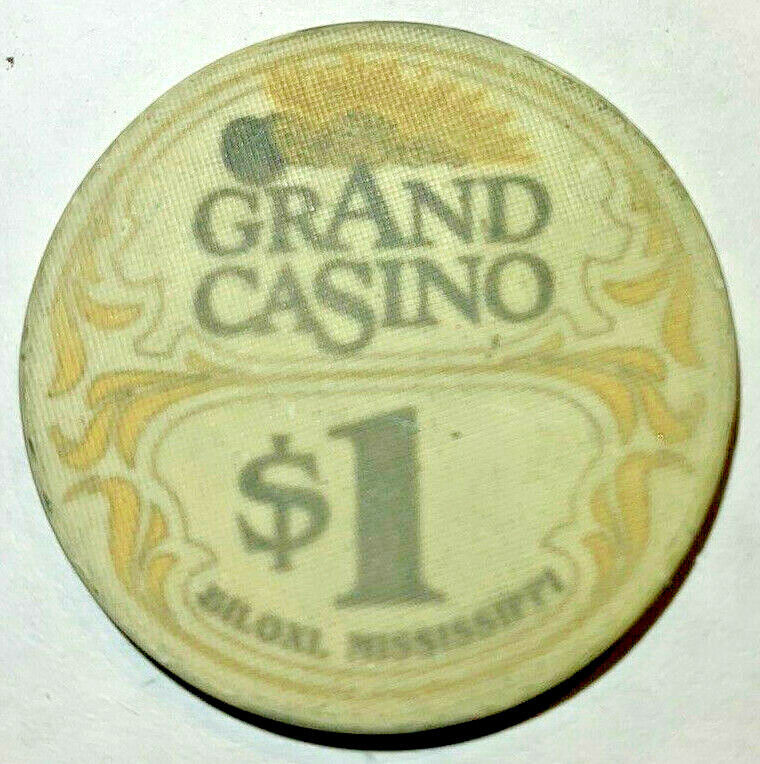 GRAND
CASINO
$1
BILOXI, MISSISSIPPI